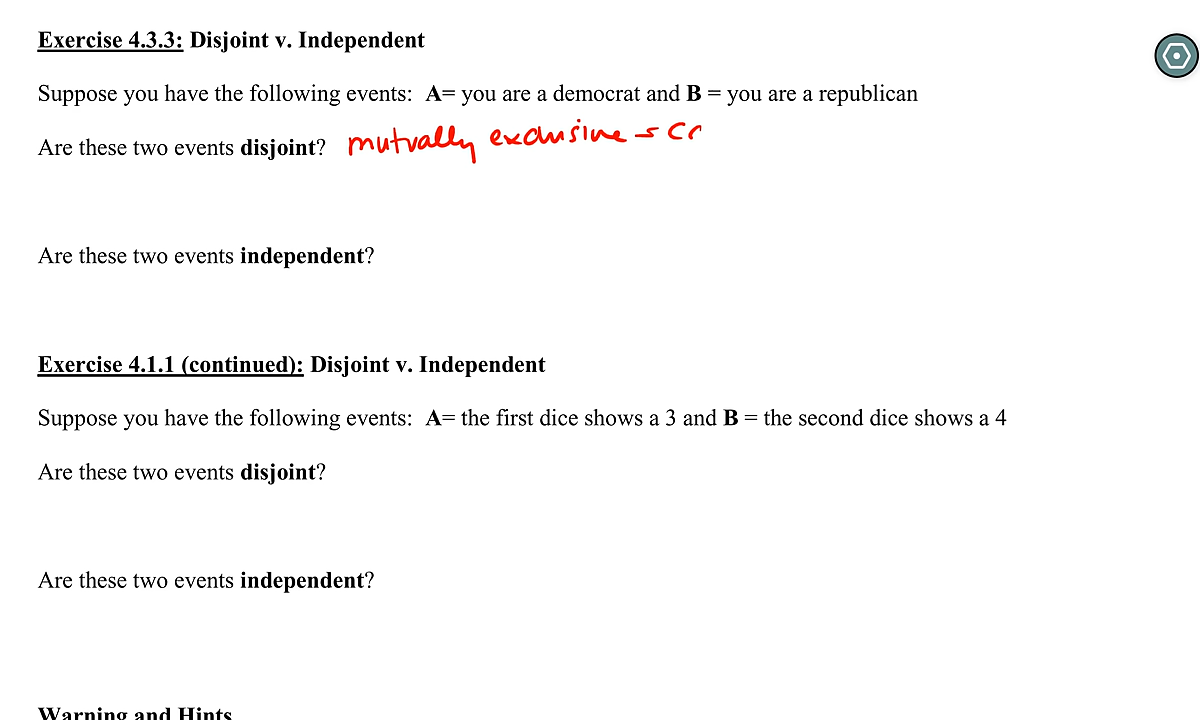 Exercise 4.3.3: Disjoint v. Independent
Suppose you have the following events: A= you are a democrat and B = you are a republican
Are these two events disjoint? mutually exclusive
Are these two events independent?
Exercise 4.1.1 (continued): Disjoint v. Independent
Suppose you have the following events: A= the first dice shows a 3 and B = the second dice shows a 4
Are these two events disjoint?
Are these two events independent?
Warning and Hints